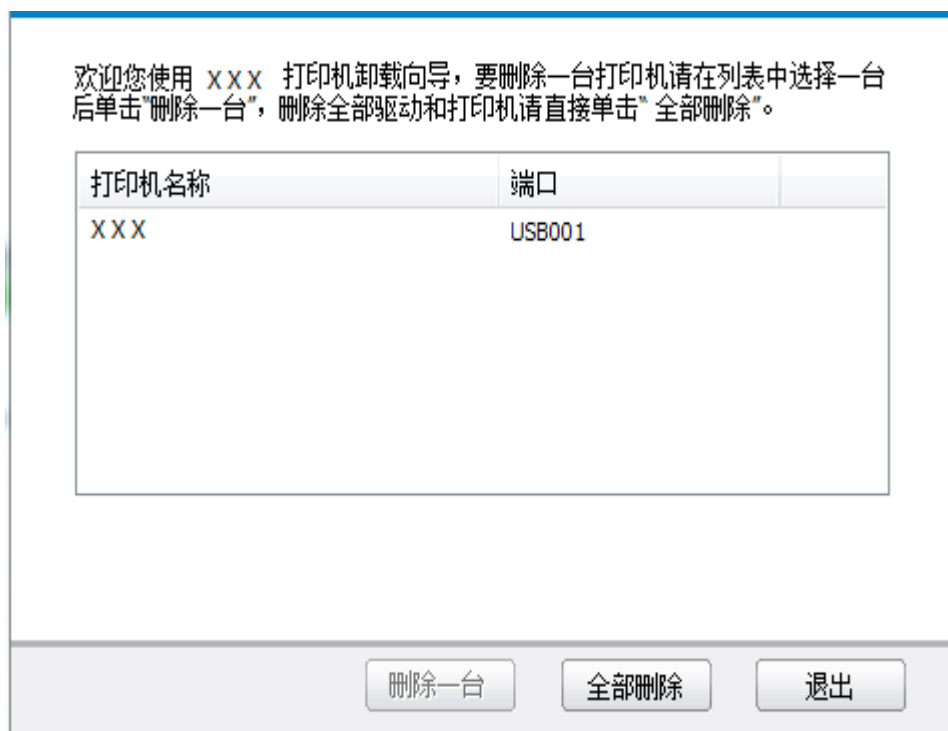 欢迎您使用 XXX 打印机卸载向导，要删除一台打印机请在列表中选择一台
后单击“删除一台”，删除全部驱动和打印机请直接单击“ 全部删除”。
打印机名称 端口
XXX USB001
删除一台 全部删除 退出